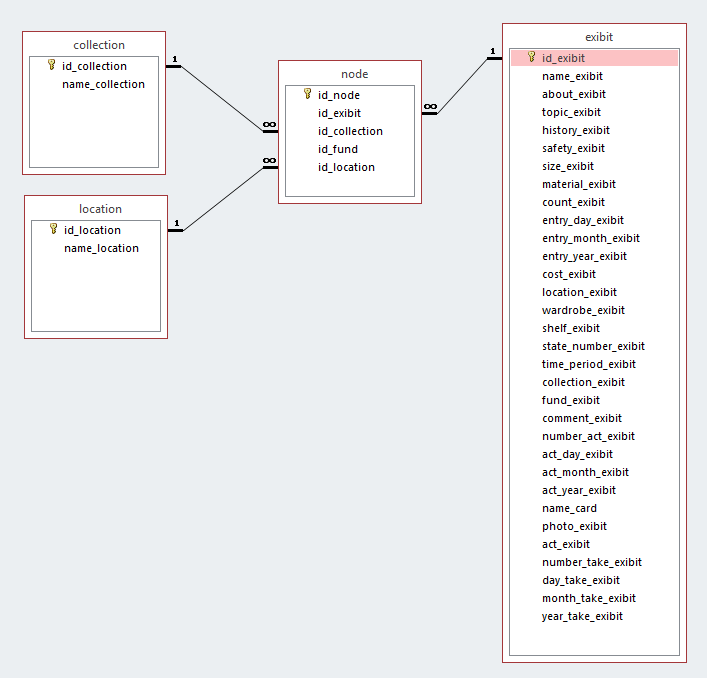 collection
id_collection
name_collection
1
∞
location
id_location
name_location
1
∞
node
id_node
id_exibit
id_collection
id_fund
id_location
∞
1
exibit
id_exibit
name_exibit
about_exibit
topic_exibit
history_exibit
safety_exibit
size_exibit
material_exibit
count_exibit
entry_day_exibit
entry_month_exibit
entry_year_exibit
cost_exibit
location_exibit
wardrobe_exibit
shelf_exibit
state_number_exibit
time_period_exibit
collection_exibit
fund_exibit
comment_exibit
number_act_exibit
act_day_exibit
act_month_exibit
act_year_exibit
name_card
photo_exibit
act_exibit
number_take_exibit
day_take_exibit
month_take_exibit
year_take_exibit